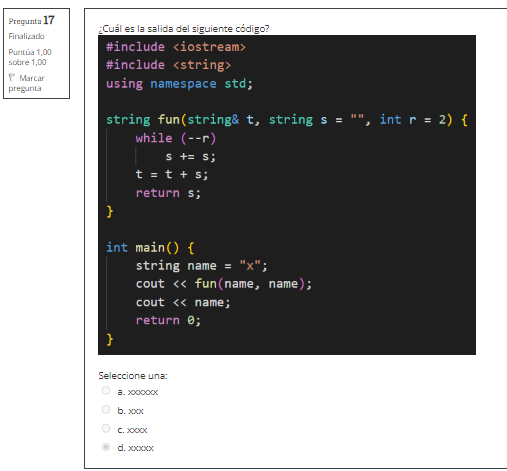 Pregunta 17
Finalizado
Puntúa 1,00
sobre 1,00
Marcar
pregunta
¿Cuál es la salida del siguiente código?
#include <iostream>
#include <string>
using namespace std;
string fun(string& t, string s = "", int r = 2) {
while (--r)
s += s;
t = t + s;
return s;
}
int main() {
string name = "x";
cout << fun(name, name);
cout << name;
return 0;
}
Seleccione una:
a. xxxxxx
b. xxx
c. xxxx
d. xxxxx